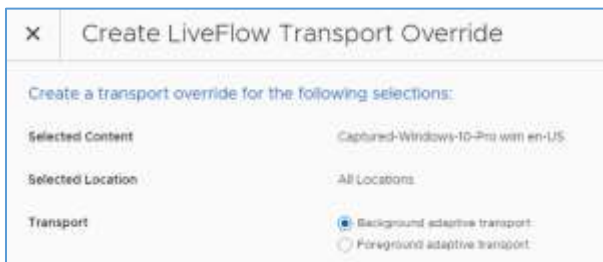 × Create LiveFlow Transport Override
Create a transport override for the following selections:
Selected Content Captured-Windows-10-Pro wim en-US
Selected Location All Locations
Transport Background adaptive transport
Foreground adaptive transport